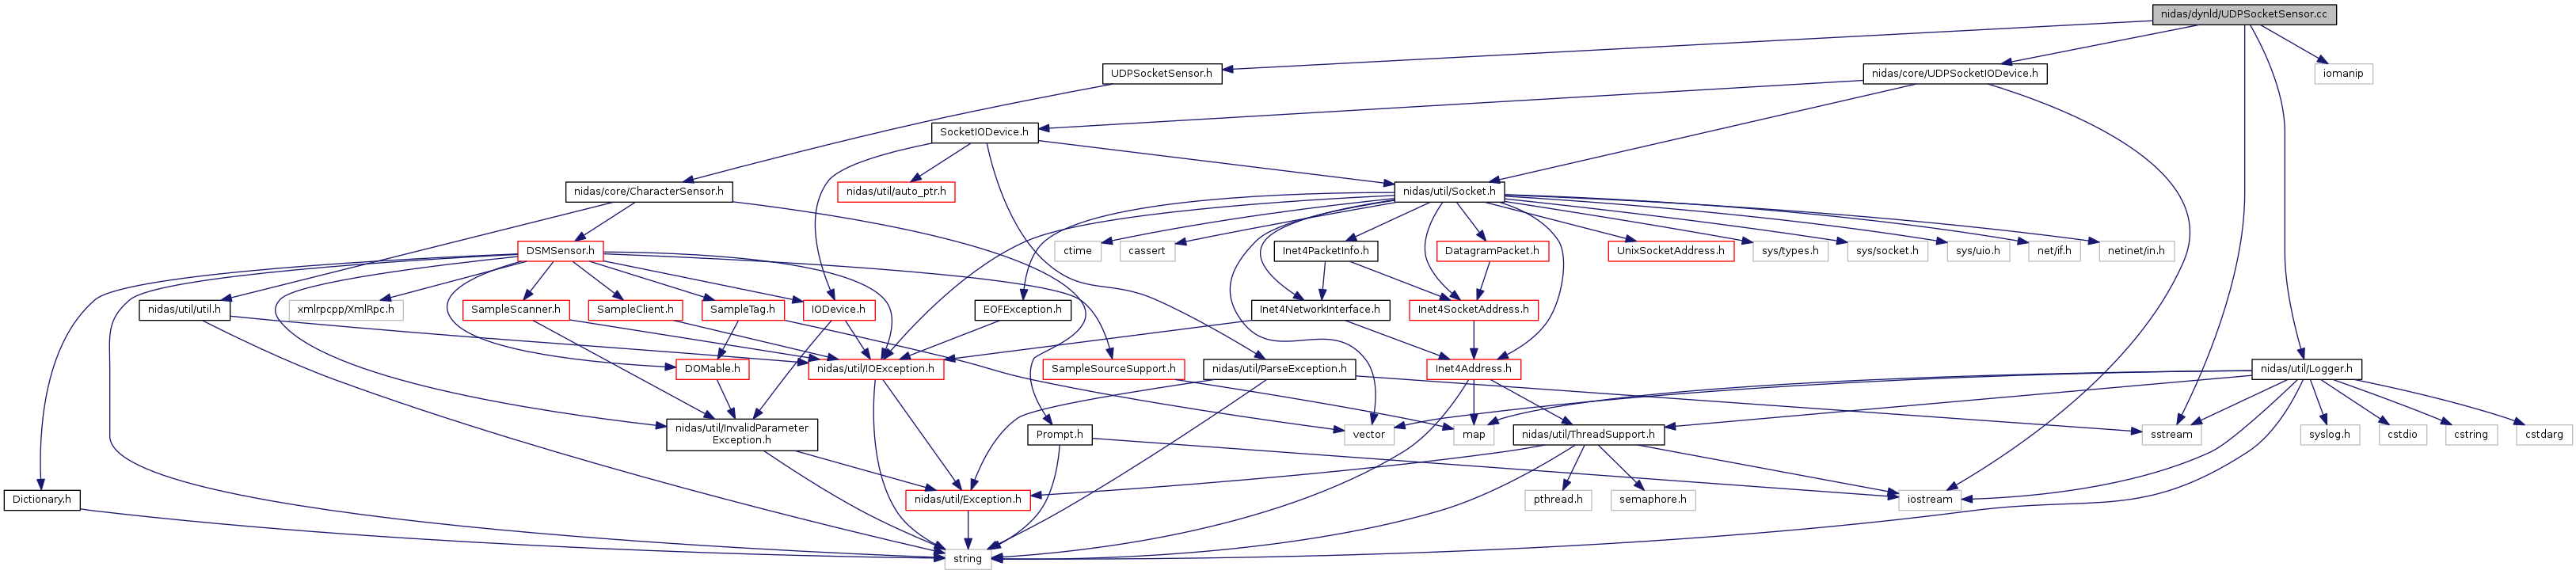 nidas/dynld/UDPSocketSensor.cc
UDPSocketSensor.h
nidas/core/UDPSocketIODevice.h
iomanip
SocketIODevice.h
nidas/core/CharacterSensor.h
nidas/util/auto_ptr.h
nidas/util/Socket.h
DSMSensor.h
ctime
cassert
Inet4PacketInfo.h
DatagramPacket.h
UnixSocketAddress.h
sys/types.h
sys/socket.h
sys/uio.h
net/if.h
netinet/in.h
nidas/util/util.h
xmlrpcpp/XmlRpc.h
SampleScanner.h
SampleClient.h
SampleTag.h
IODevice.h
EOFException.h
Inet4NetworkInterface.h
Inet4SocketAddress.h
DOMable.h
nidas/util/IOException.h
SampleSourceSupport.h
nidas/util/ParseException.h
Inet4Address.h
nidas/util/Logger.h
nidas/util/InvalidParameter
Exception.h
Prompt.h
vector
map
nidas/util/ThreadSupport.h
sstream
syslog.h
cstdio
cstring
cstdarg
Dictionary.h
nidas/util/Exception.h
pthread.h
semaphore.h
iostream
string